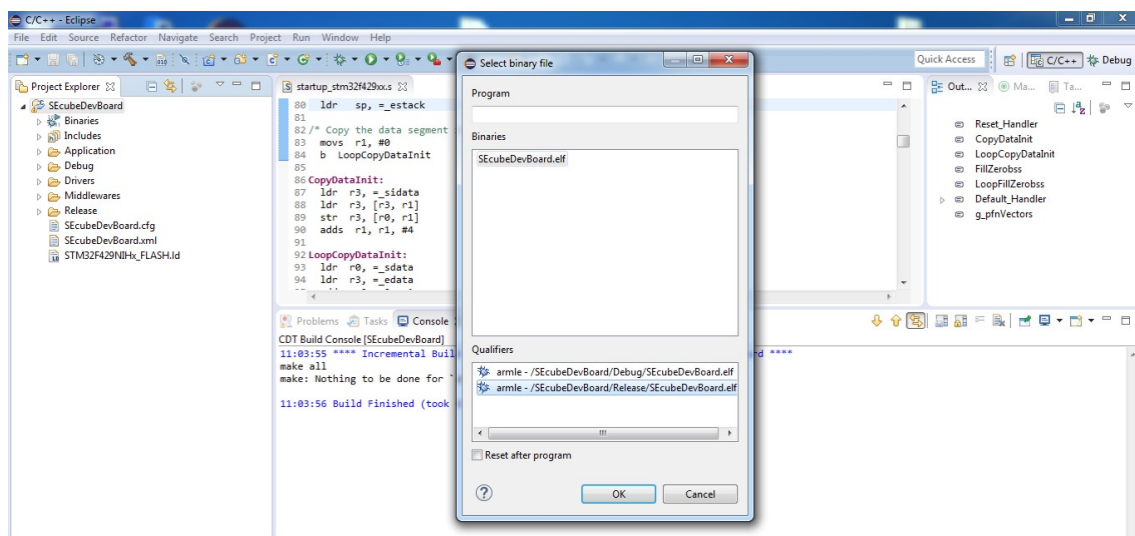 C/C++ - Eclipse
File Edit Source Refactor Navigate Search Project Run Window Help
Quick Access
C/C++
Debug
Project Explorer
SEcubeDevBoard
Binaries
Includes
Application
Debug
Drivers
Middlewares
Release
SEcubeDevBoard.cfg
SEcubeDevBoard.xml
STM32F429NIHx_FLASH.ld
startup_stm32f429xx.s
80 ldr sp, =_estack
81
82 /* Copy the data segment
83 movs r1, #0
84 b LoopCopyDataInit
85
86 CopyDataInit:
87 ldr r3, =_sidata
88 ldr r3, [r3, r1]
89 str r3, [r0, r1]
90 adds r1, r1, #4
91
92 LoopCopyDataInit:
93 ldr r0, =_sdata
94 ldr r3, =_edata
Problems Tasks Console
CDT Build Console [SEcubeDevBoard]
11:03:55 **** Incremental Buil
rd ****
make all
make: Nothing to be done for `
11:03:56 Build Finished (took
Select binary file
Program
Binaries
SEcubeDevBoard.elf
Qualifiers
armle - /SEcubeDevBoard/Debug/SEcubeDevBoard.elf
armle - /SEcubeDevBoard/Release/SEcubeDevBoard.elf
Reset after program
OK Cancel
Out... Ma... Ta...
Reset_Handler
CopyDataInit
LoopCopyDataInit
FillZerobss
LoopFillZerobss
Default_Handler
g_pfnVectors